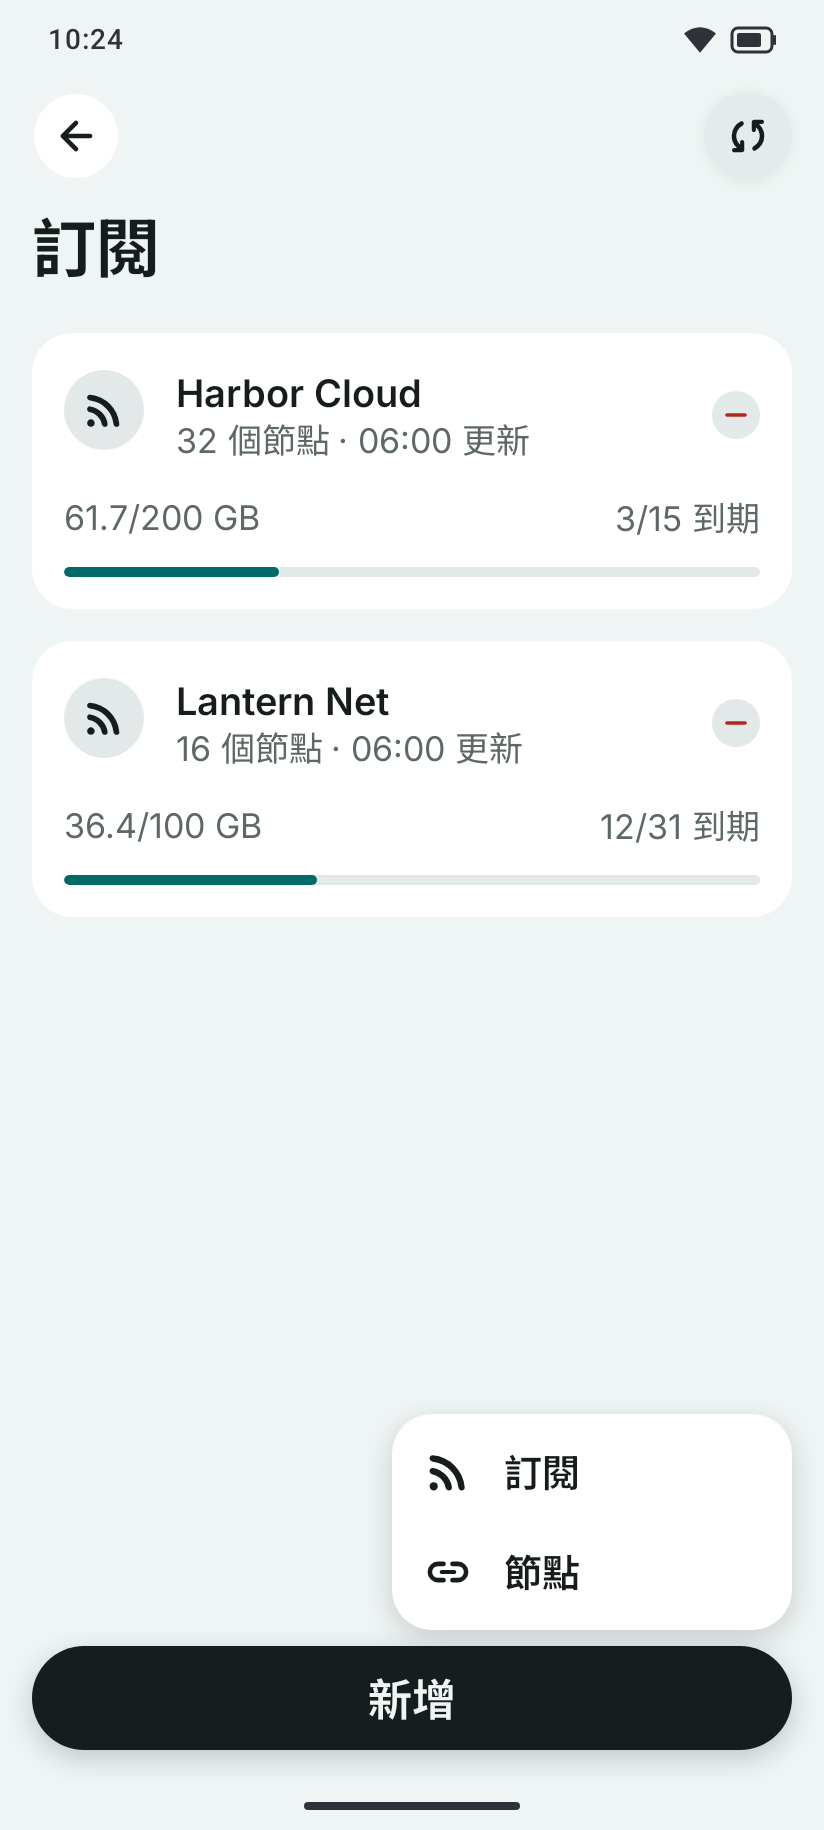 10:24
訂閱
Harbor Cloud
32 個節點 · 06:00 更新
61.7/200 GB
3/15 到期
Lantern Net
16 個節點 · 06:00 更新
36.4/100 GB
12/31 到期
訂閱
節點
新增